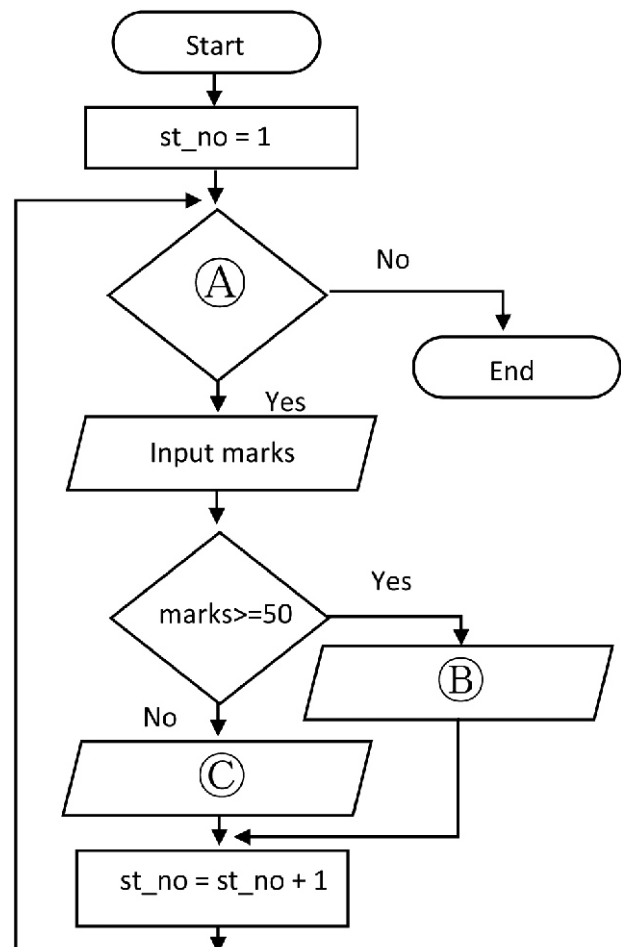 Start
st_no = 1
Ⓐ
No
End
Yes
Input marks
marks>=50
Yes
Ⓑ
No
Ⓒ
st_no = st_no + 1